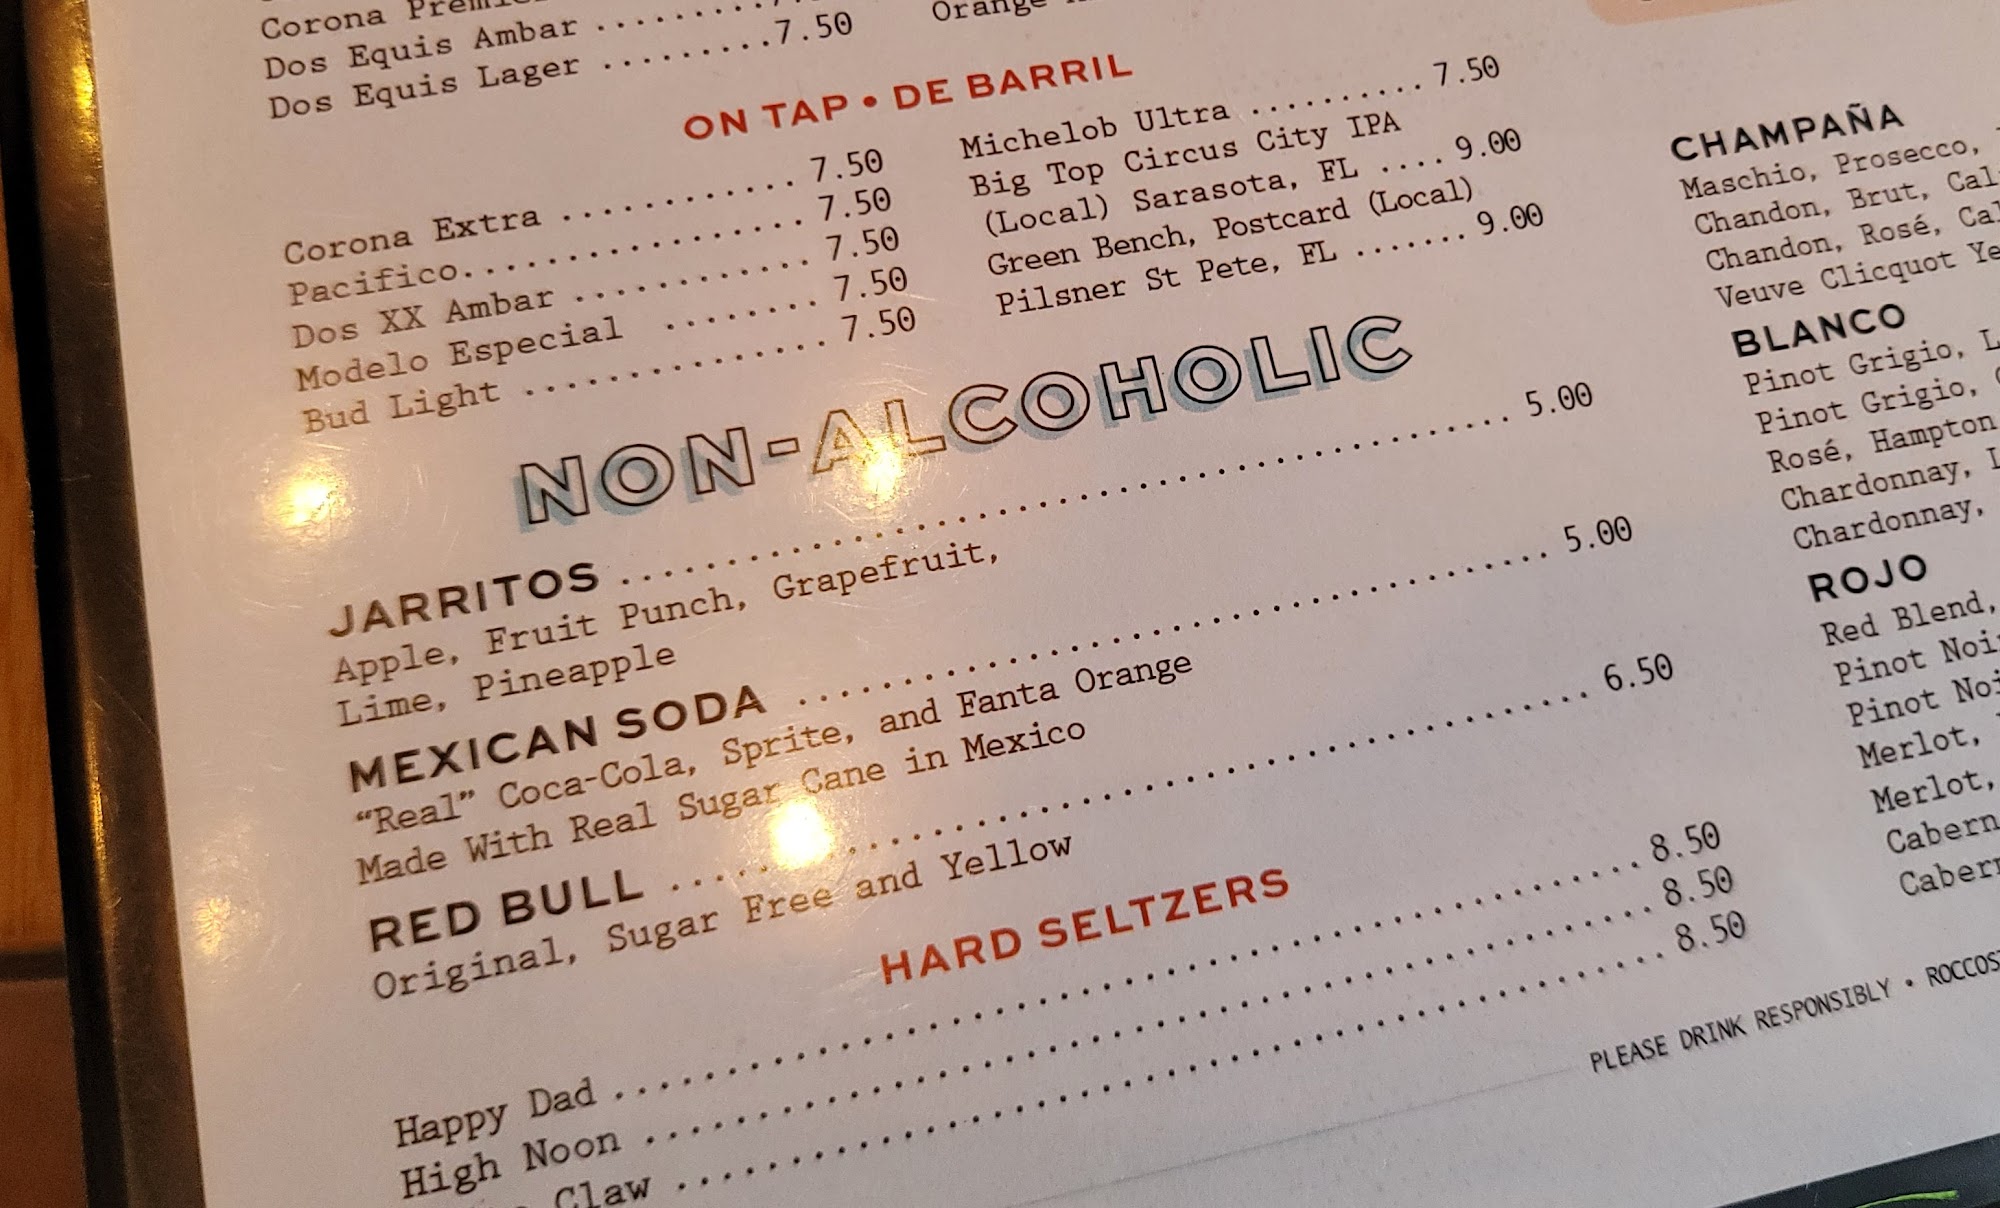 Corona
Dos Equis Ambar
Dos Equis Lager ........7.50
Orange
ON TAP • DE BARRIL
Corona Extra ............ 7.50
Pacifico................. 7.50
Dos XX Ambar ........... 7.50
Modelo Especial ........ 7.50
Bud Light .............. 7.50
Michelob Ultra .......... 7.50
Big Top Circus City IPA
(Local) Sarasota, FL .... 9.00
Green Bench, Postcard (Local)
Pilsner St Pete, FL ....... 9.00
NON-ALCOHOLIC
JARRITOS ........................................ 5.00
Apple, Fruit Punch, Grapefruit,
Lime, Pineapple
MEXICAN SODA ................................. 5.00
“Real” Coca-Cola, Sprite, and Fanta Orange
Made With Real Sugar Cane in Mexico
RED BULL ........................................ 6.50
Original, Sugar Free and Yellow
HARD SELTZERS
Happy Dad ............................................. 8.50
High Noon ............................................ 8.50
Claw ........................................... 8.50
CHAMPAÑA
Maschio, Prosecco,
Chandon, Brut,
Chandon, Rosé,
Veuve Clicquot
BLANCO
Pinot Grigio,
Pinot Grigio,
Rosé, Hampton
Chardonnay,
Chardonnay,
ROJO
Red Blend,
Pinot
Pinot
Merlot,
Merlot,
PLEASE DRINK RESPONSIBLY •